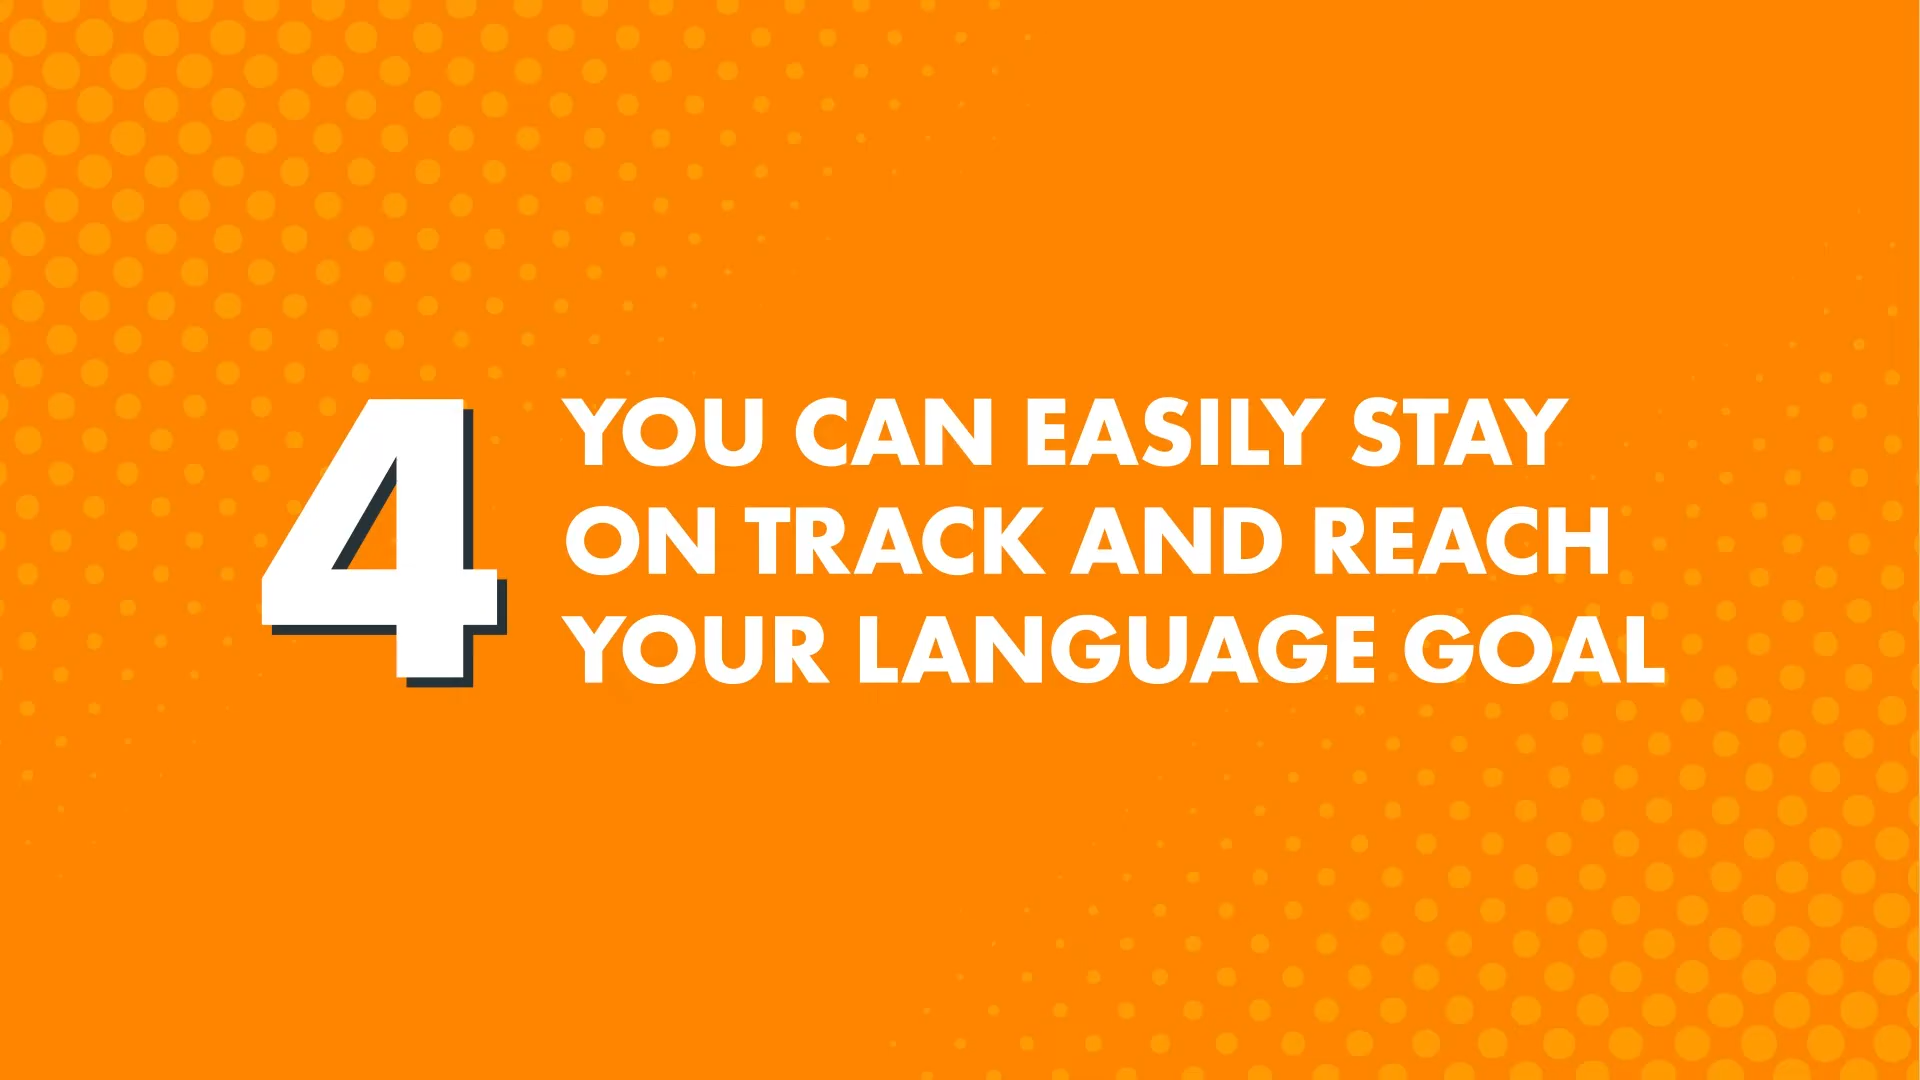 4
YOU CAN EASILY STAY
ON TRACK AND REACH
YOUR LANGUAGE GOAL